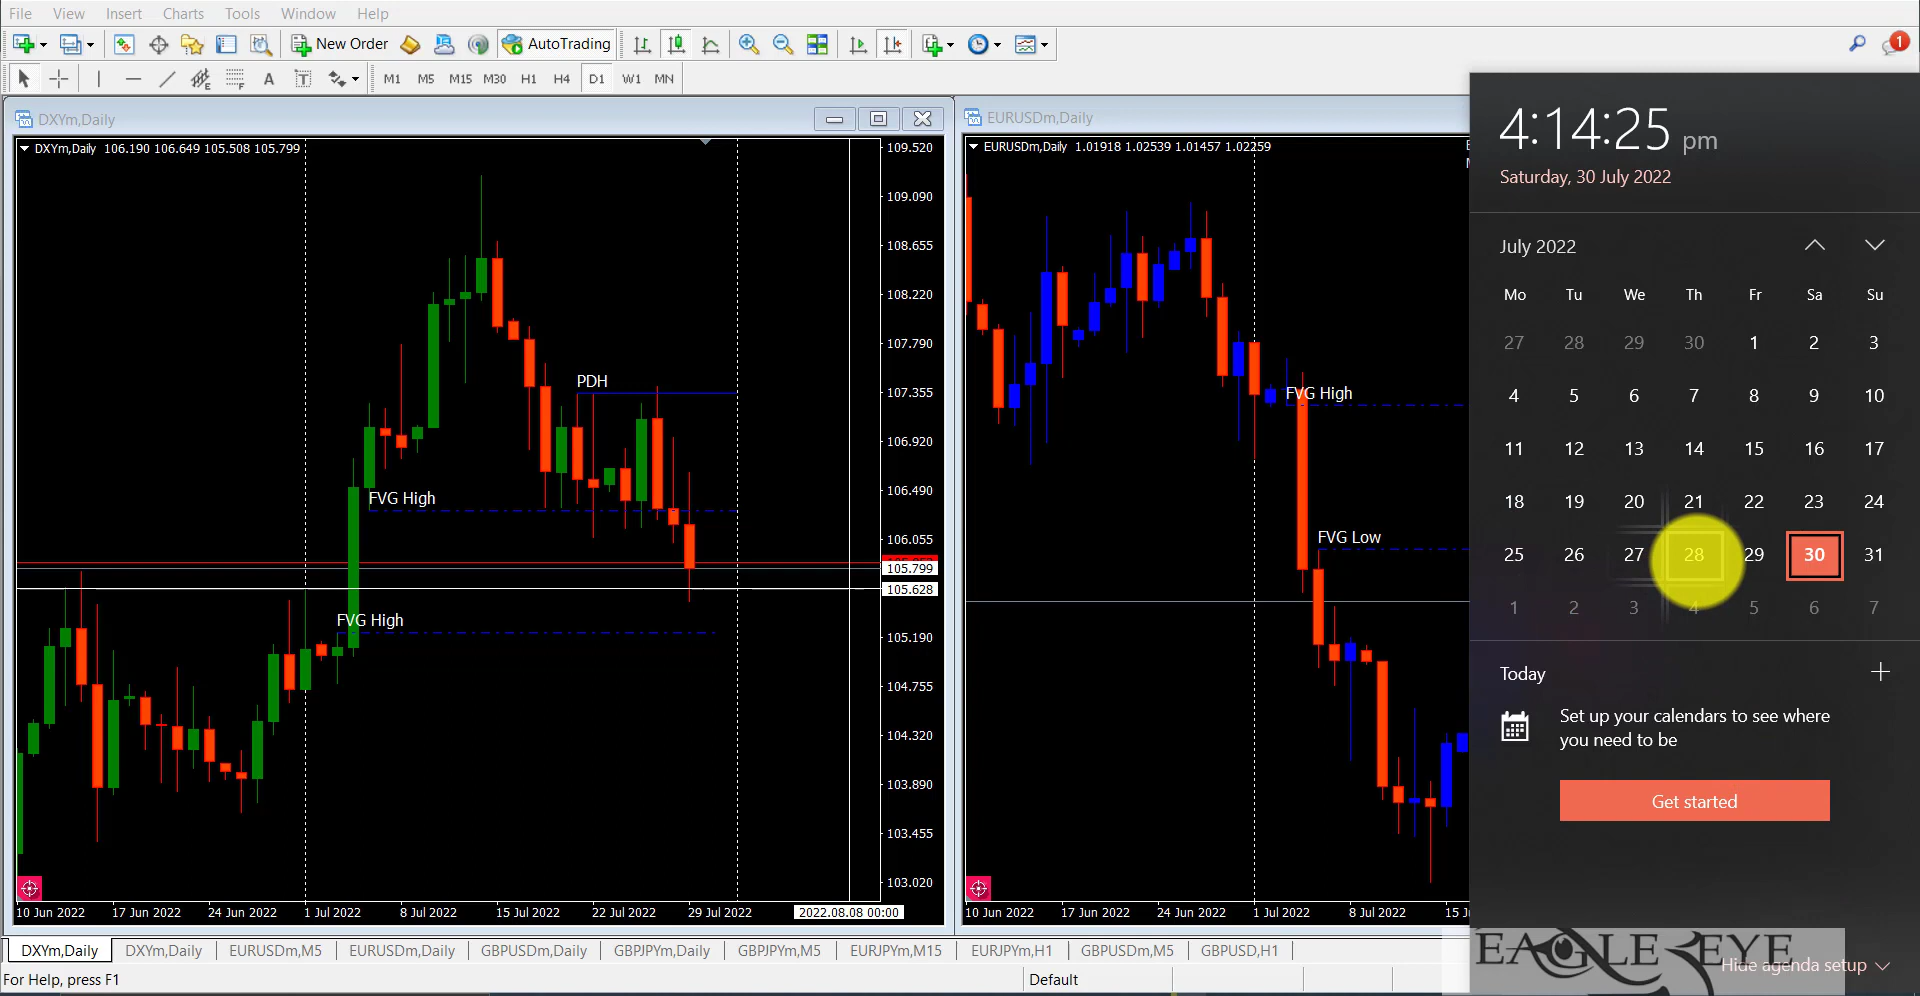 File View Insert Charts Tools Window Help
New Order AutoTrading
1
A T M1 M5 M15 M30 H1 H4 D1 W1 MN
DXYm,Daily
DXYm,Daily 106.190 106.649 105.508 105.799
PDH
FVG High
FVG High
109.520
109.090
108.655
108.220
107.790
107.355
106.920
106.490
106.055
105.799
105.628
105.190
104.755
104.320
103.890
103.455
103.020
10 Jun 2022 17 Jun 2022 24 Jun 2022 1 Jul 2022 8 Jul 2022 15 Jul 2022 22 Jul 2022 29 Jul 2022 2022.08.08 00:00
EURUSDm,Daily
EURUSDm,Daily 1.01918 1.02539 1.01457 1.02259
FVG High
FVG Low
10 Jun 2022 17 Jun 2022 24 Jun 2022 1 Jul 2022 8 Jul 2022
4:14:25 pm
Saturday, 30 July 2022
July 2022
Mo Tu We Th Fr Sa Su
27 28 29 30 1 2 3
4 5 6 7 8 9 10
11 12 13 14 15 16 17
18 19 20 21 22 23 24
25 26 27 28 29 30 31
1 2 3 4 5 6 7
Today
Set up your calendars to see where
you need to be
Get started
EAGLE EYE
Hide agenda setup
DXYm,Daily DXYm,Daily EURUSDm,M5 EURUSDm,Daily GBPUSDm,Daily GBPJPYm,Daily GBPJPYm,M5 EURJPYm,M15 EURJPYm,H1 GBPUSDm,M5 GBPUSD,H1
For Help, press F1 Default